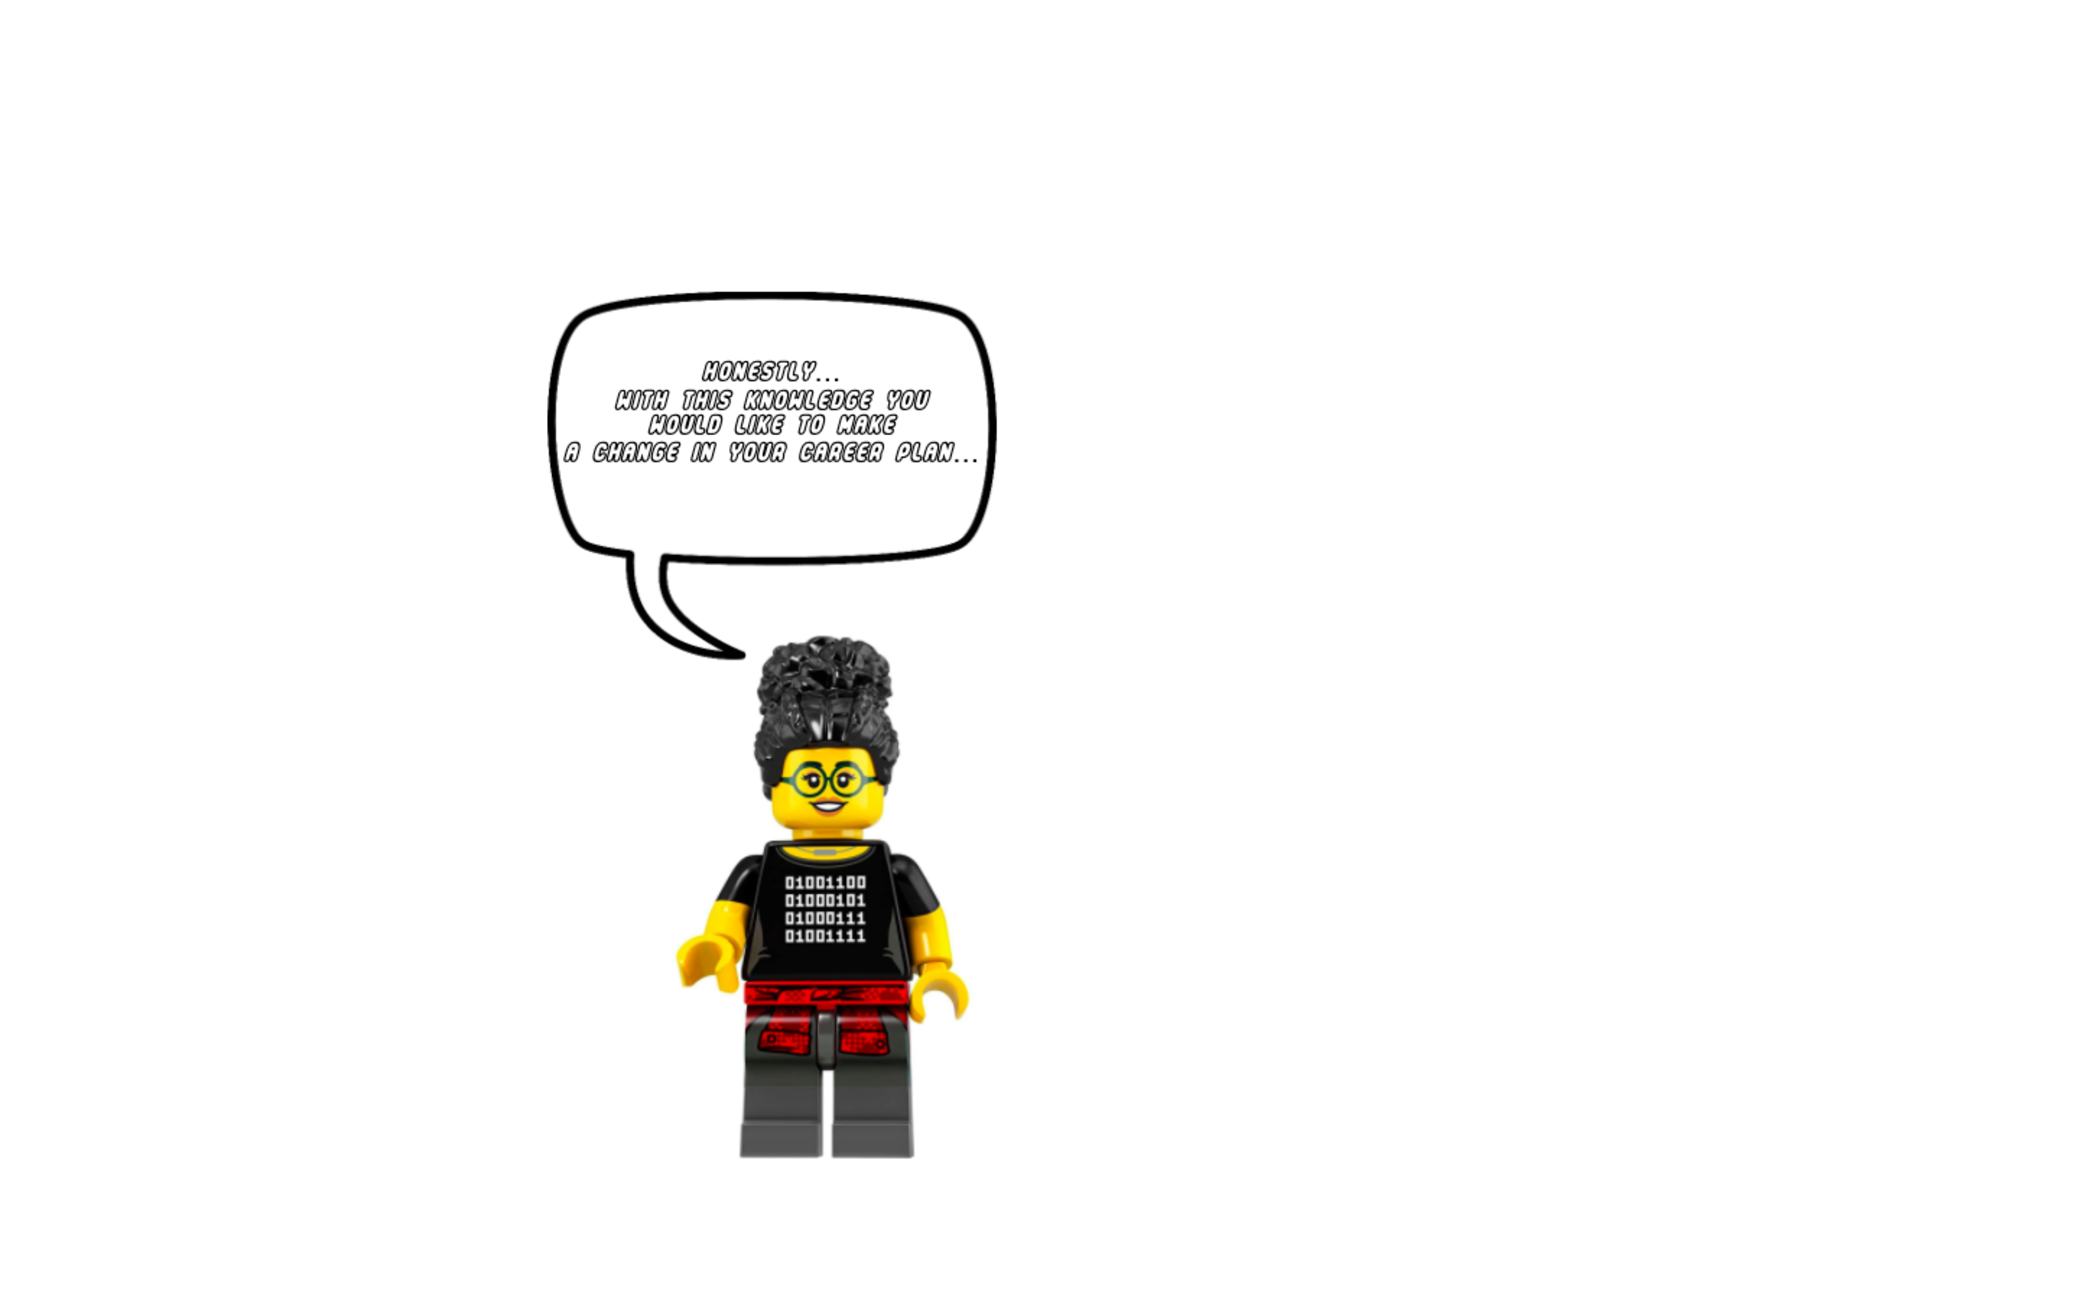 HONESTLY...
WITH THIS KNOWLEDGE YOU
WOULD LIKE TO MAKE
A CHANGE IN YOUR CAREER PLAN...
01001100
01000101
01000111
01001111